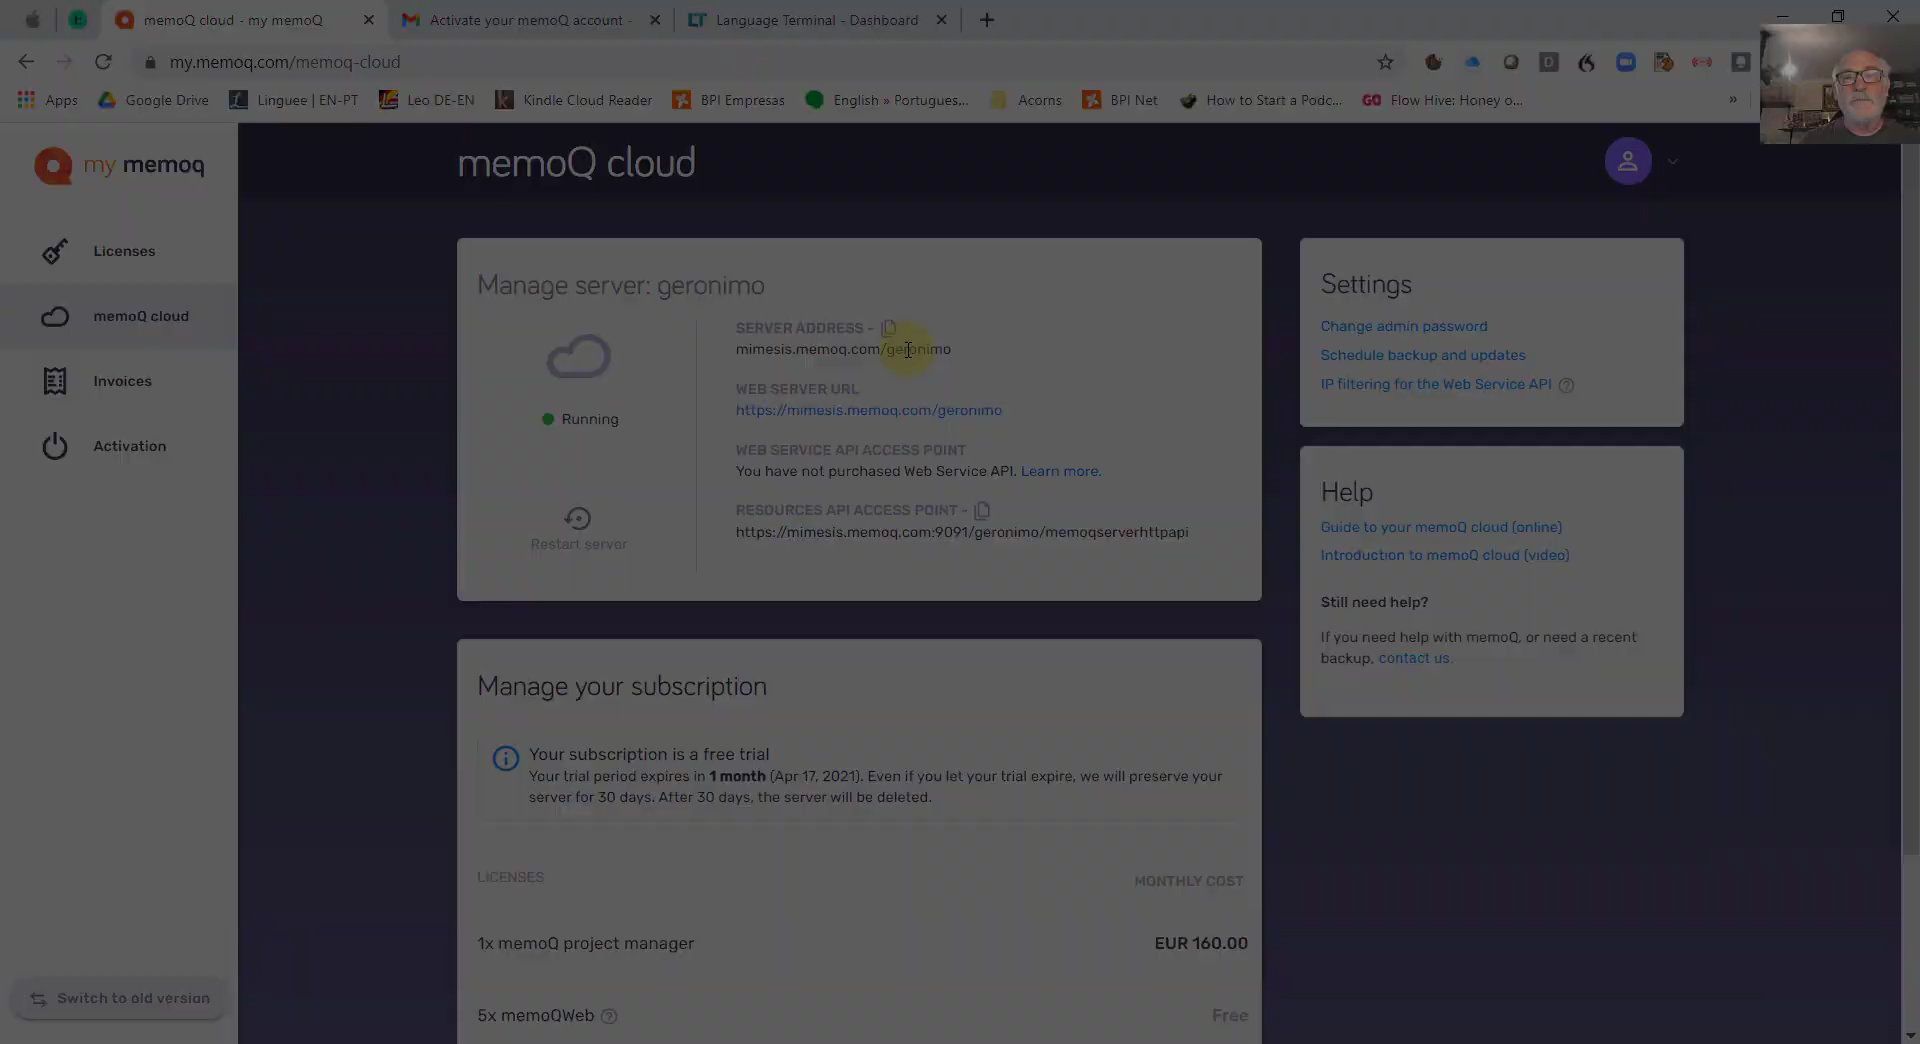 memoQ cloud - my memoQ
Activate your memoQ account -
Language Terminal - Dashboard
my.memoq.com/memoq-cloud
Apps
Google Drive
Linguee | EN-PT
Leo DE-EN
Kindle Cloud Reader
BPI Empresas
English » Portugues...
Acorns
BPI Net
How to Start a Podc...
GO
Flow Hive: Honey o...
»
my memoq
memoQ cloud
Licenses
memoQ cloud
Invoices
Activation
Switch to old version
Manage server: geronimo
Running
Restart server
SERVER ADDRESS -
mimesis.memoq.com/geronimo
WEB SERVER URL
https://mimesis.memoq.com/geronimo
WEB SERVICE API ACCESS POINT
You have not purchased Web Service API. Learn more.
RESOURCES API ACCESS POINT -
https://mimesis.memoq.com:9091/geronimo/memoqserverhttpapi
Settings
Change admin password
Schedule backup and updates
IP filtering for the Web Service API
Help
Guide to your memoQ cloud (online)
Introduction to memoQ cloud (video)
Still need help?
If you need help with memoQ, or need a recent
backup, contact us.
Manage your subscription
Your subscription is a free trial
Your trial period expires in 1 month (Apr 17, 2021). Even if you let your trial expire, we will preserve your
server for 30 days. After 30 days, the server will be deleted.
LICENSES
MONTHLY COST
1x memoQ project manager
EUR 160.00
5x memoQWeb
Free